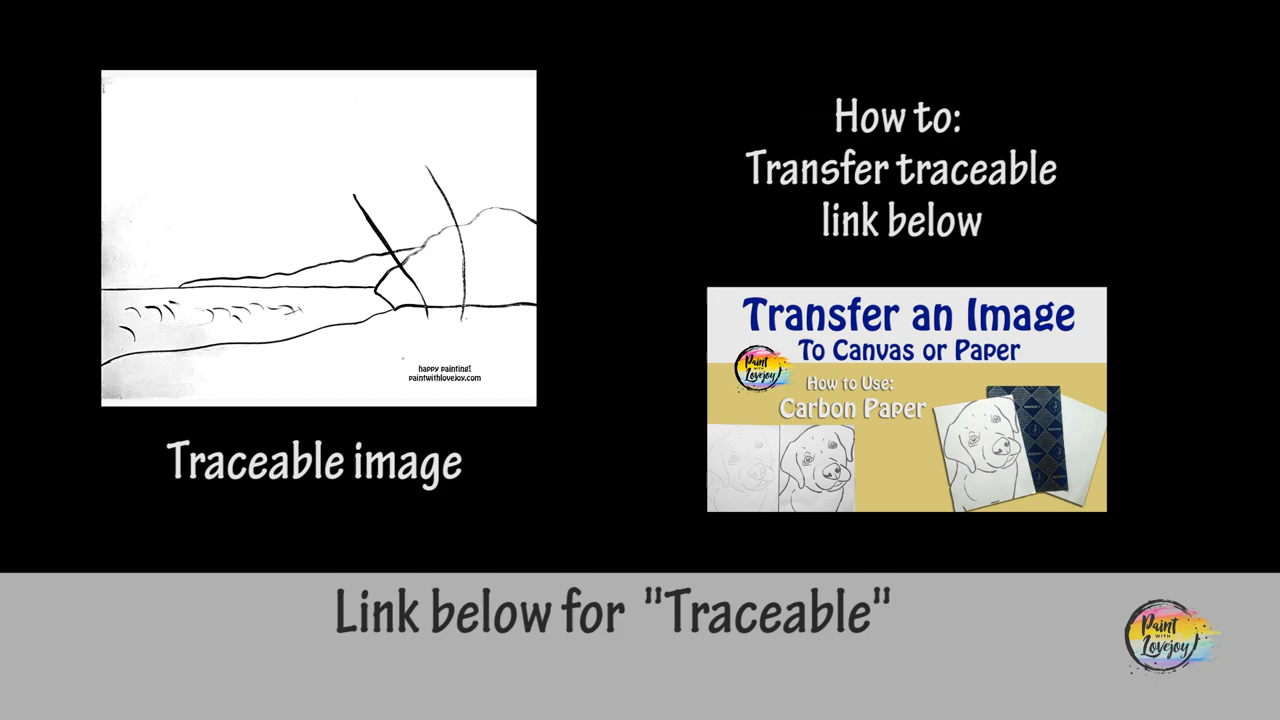 happy painting!
paintwithlovejoy.com
Traceable image
How to:
Transfer traceable
link below
Transfer an Image
To Canvas or Paper
Paint
WITH
Lovejoy
How to Use:
Carbon Paper
Link below for "Traceable"
Paint
WITH
Lovejoy